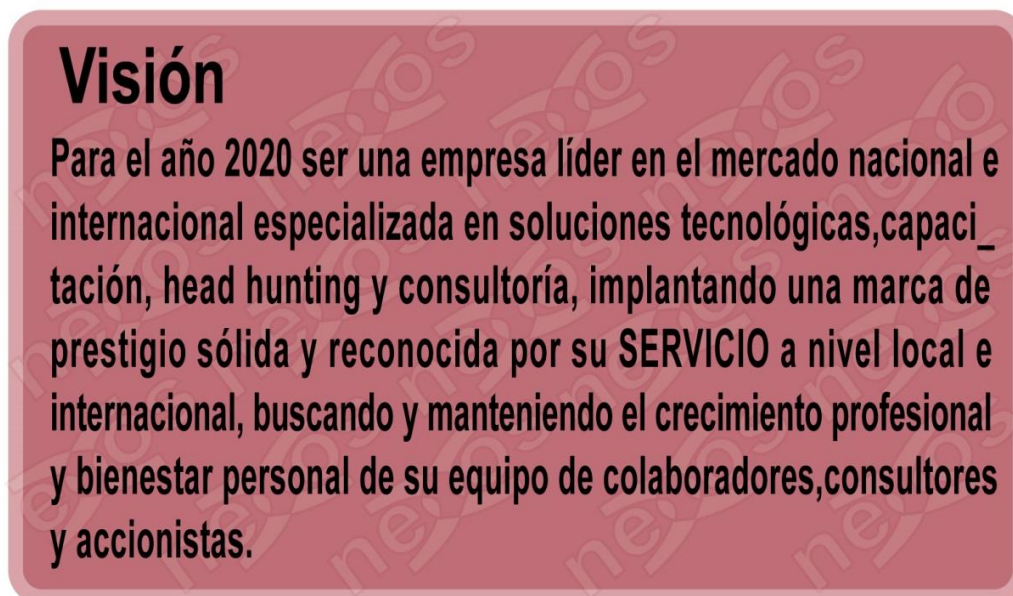 Visión
Para el año 2020 ser una empresa líder en el mercado nacional e
internacional especializada en soluciones tecnológicas,capaci_
tación, head hunting y consultoría, implantando una marca de
prestigio sólida y reconocida por su SERVICIO a nivel local e
internacional, buscando y manteniendo el crecimiento profesional
y bienestar personal de su equipo de colaboradores,consultores
y accionistas.